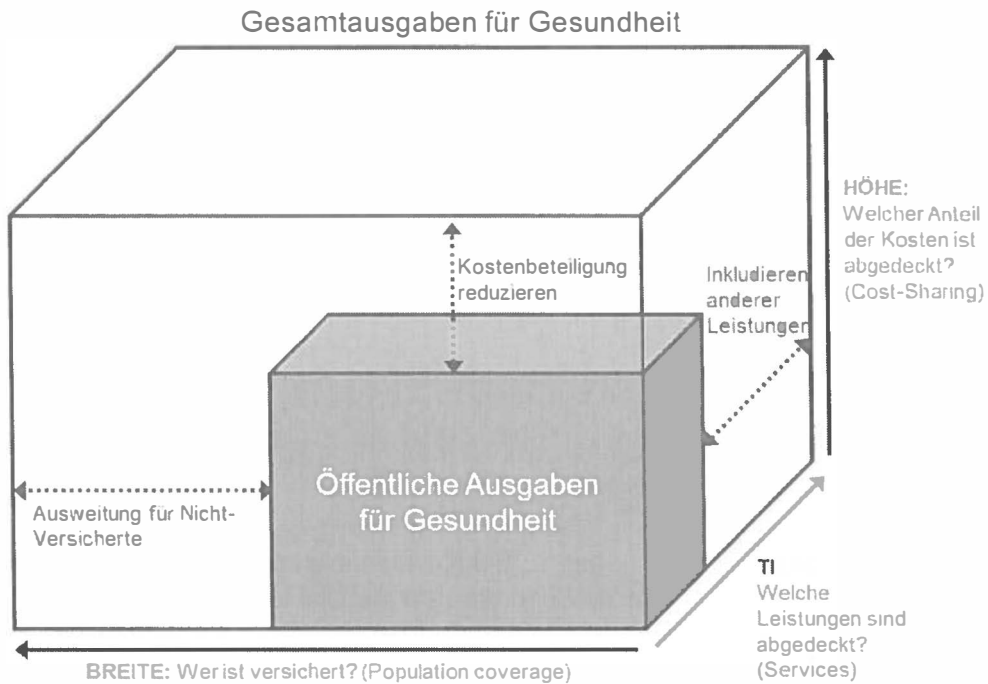 Gesamtausgaben für Gesundheit
HÖHE:
Welcher Anteil
der Kosten ist
abgedeckt?
(Cost-Sharing)
Kostenbeteiligung
reduzieren
Inkludieren
anderer
Leistungen
Öffentliche Ausgaben
für Gesundheit
Ausweitung für Nicht-
Versicherte
TI
Welche
Leistungen sind
abgedeckt?
(Services)
BREITE: Wer ist versichert? (Population coverage)